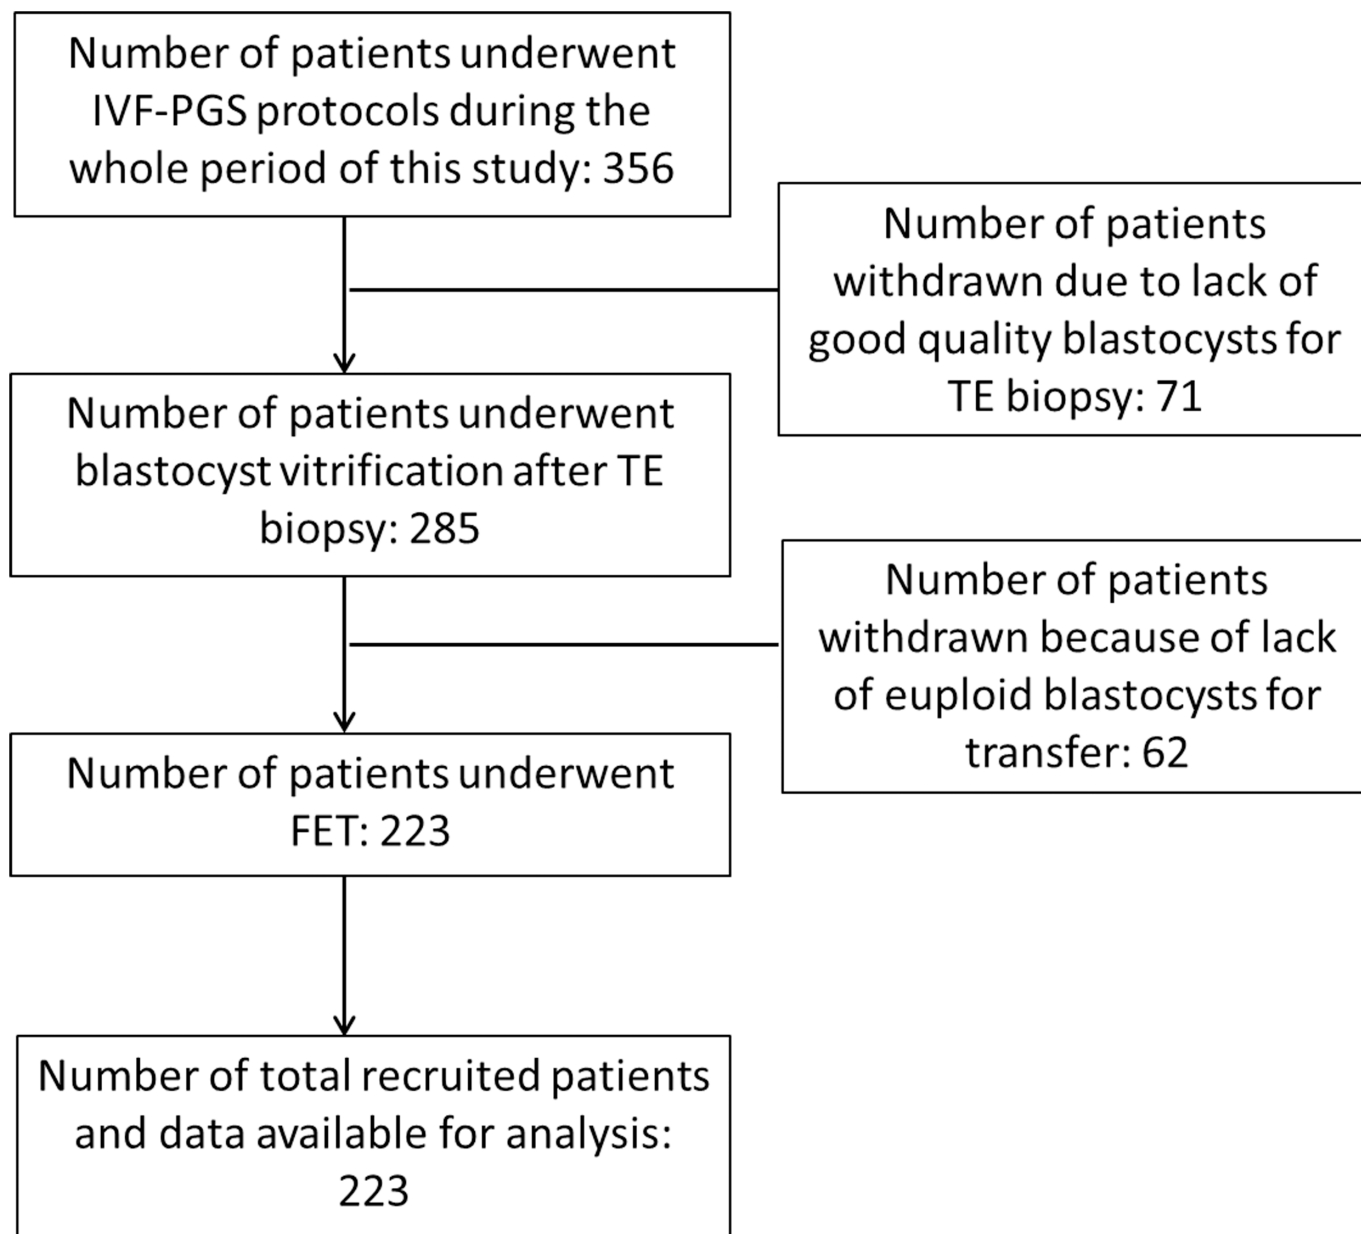 Number of patients underwent
IVF-PGS protocols during the
whole period of this study: 356
Number of patients
withdrawn due to lack of
good quality blastocysts for
TE biopsy: 71
Number of patients underwent
blastocyst vitrification after TE
biopsy: 285
Number of patients
withdrawn because of lack
of euploid blastocysts for
transfer: 62
Number of patients underwent
FET: 223
Number of total recruited patients
and data available for analysis:
223